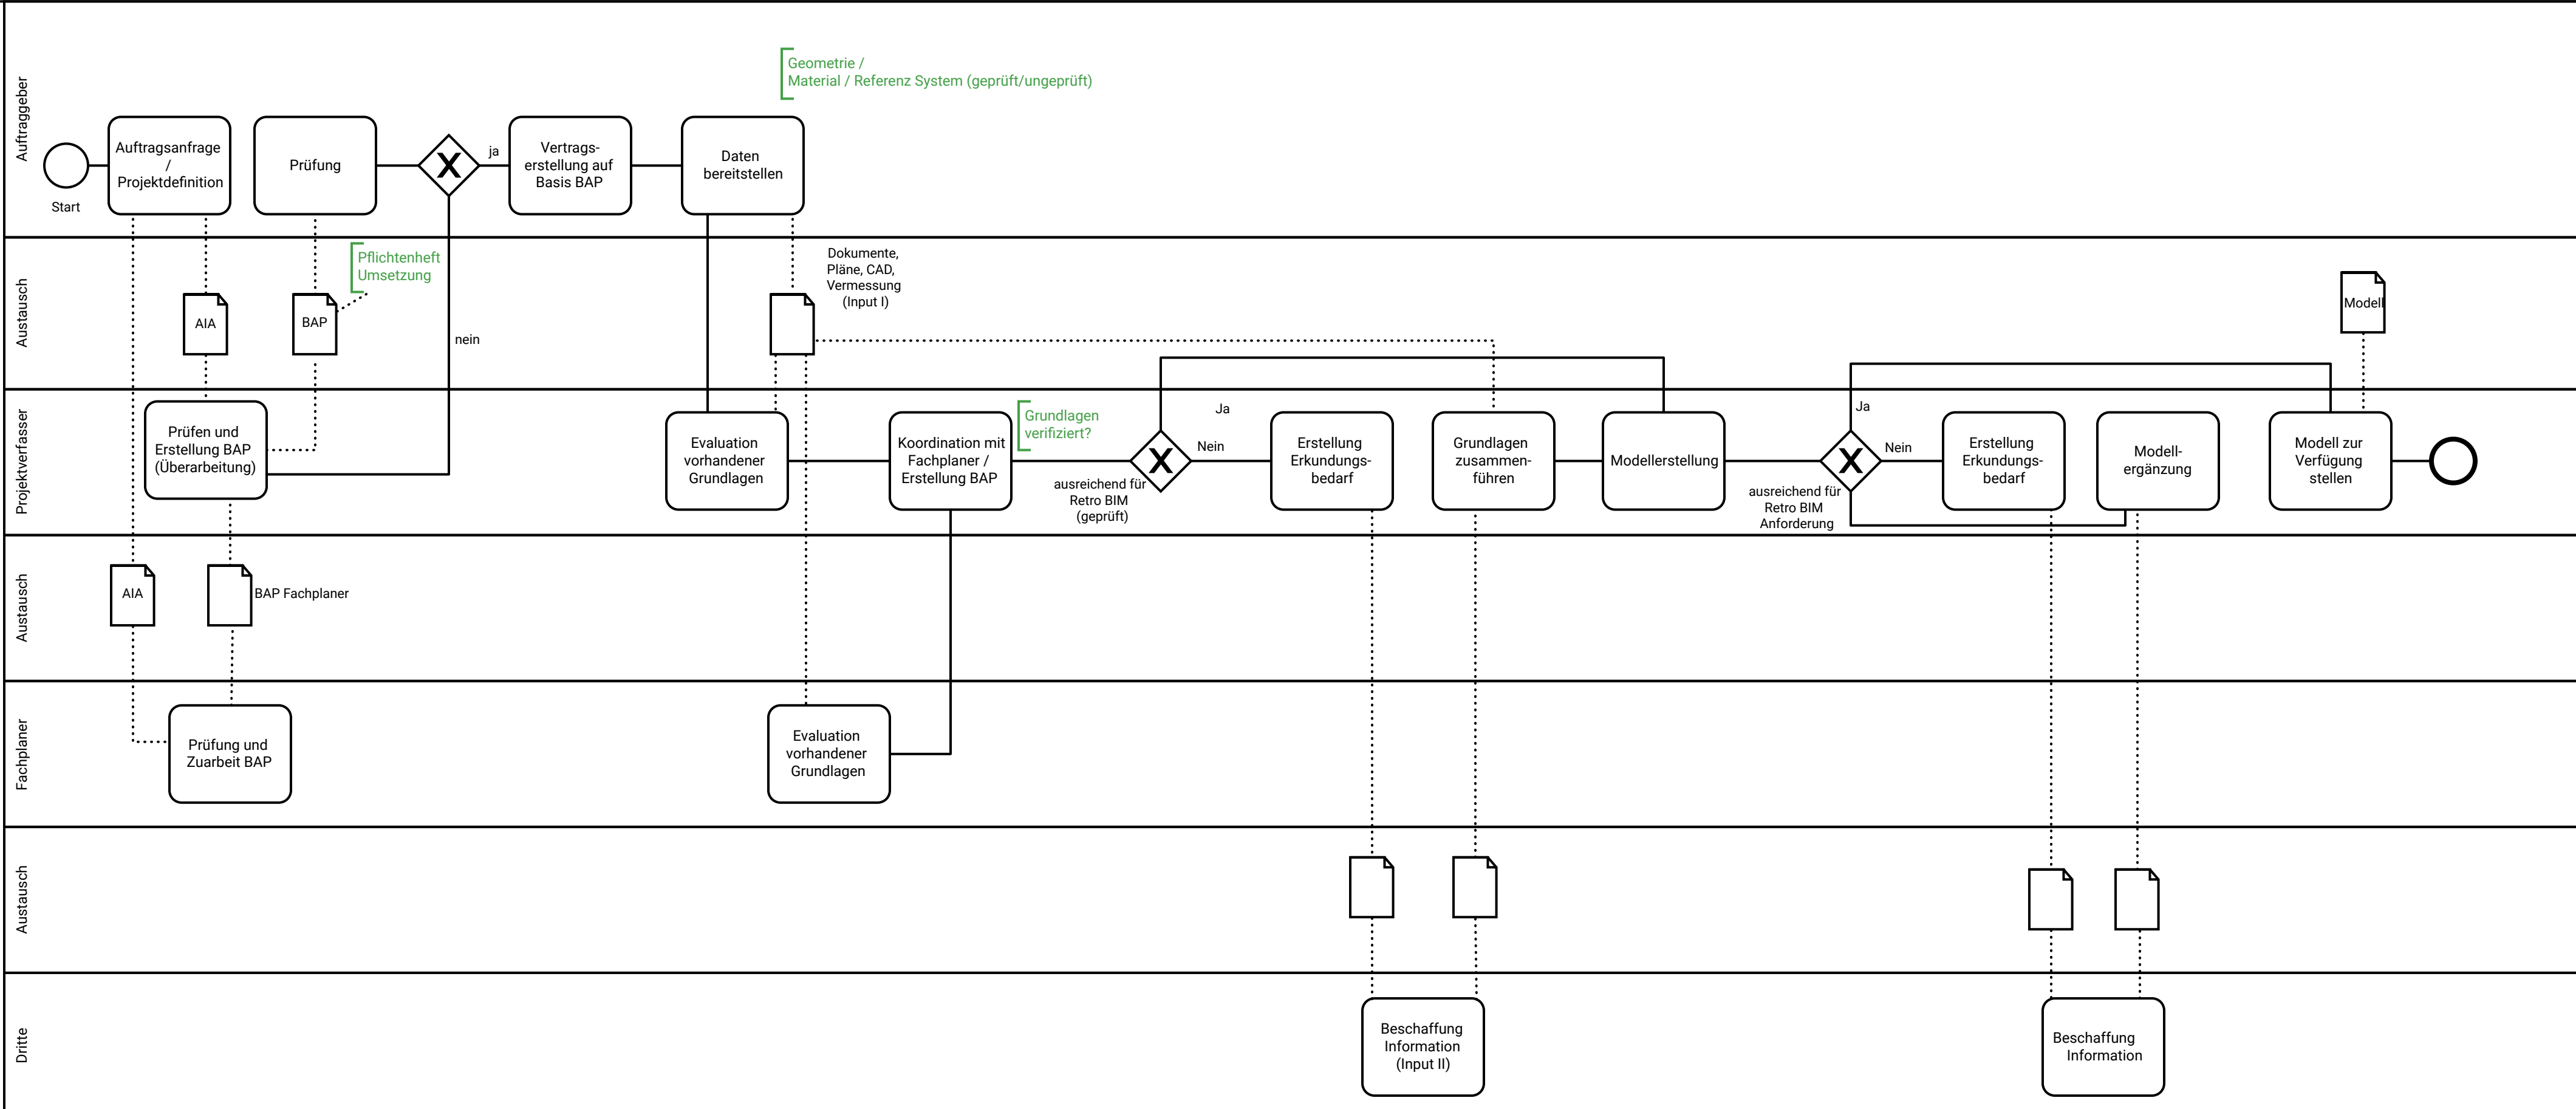 Auftraggeber
Geometrie /
Material / Referenz System (geprüft/ungeprüft)
Start
Auftragsanfrage
/
Projektdefinition
Prüfung
X
ja
Vertrags-
erstellung auf
Basis BAP
Daten
bereitstellen
Austausch
AIA
BAP
Pflichtenheft
Umsetzung
nein
Dokumente,
Pläne, CAD,
Vermessung
(Input I)
Modell
Projektverfasser
Prüfen und
Erstellung BAP
(Überarbeitung)
Evaluation
vorhandener
Grundlagen
Koordination mit
Fachplaner /
Erstellung BAP
Grundlagen
verifiziert?
X
Ja
Nein
ausreichend für
Retro BIM
(geprüft)
Erstellung
Erkundungs-
bedarf
Grundlagen
zusammen-
führen
Modellerstellung
X
Ja
Nein
ausreichend für
Retro BIM
Anforderung
Erstellung
Erkundungs-
bedarf
Modell-
ergänzung
Modell zur
Verfügung
stellen
Austausch
AIA
BAP Fachplaner
Fachplaner
Prüfung und
Zuarbeit BAP
Evaluation
vorhandener
Grundlagen
Austausch
Dritte
Beschaffung
Information
(Input II)
Beschaffung
Information